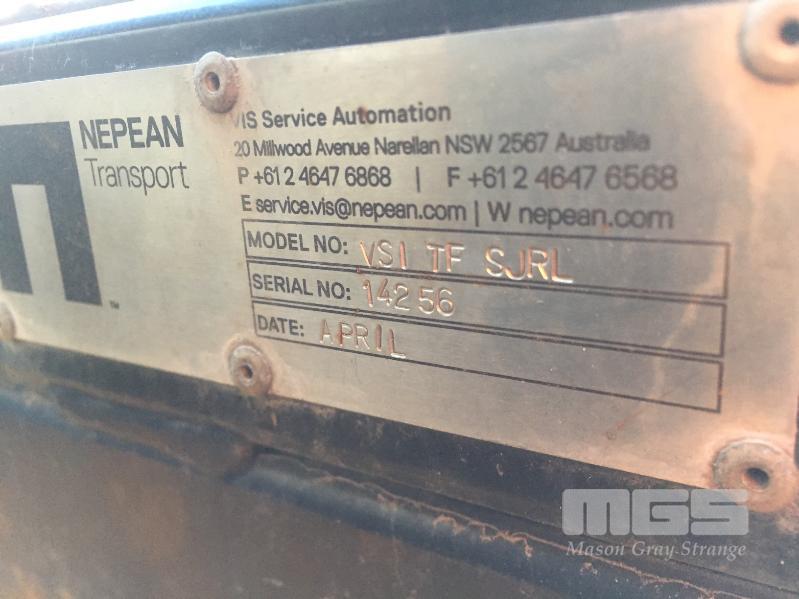 NEPEAN
Transport
VIS Service Automation
20 Millwood Avenue Narellan NSW 2567 Australia
P +61 2 4647 6868 | F +61 2 4647 6568
E service.vis@nepean.com | W nepean.com
MODEL NO: VSI TF SJRL
SERIAL NO: 14256
DATE: APRIL
TM
MGS
Mason Gray Strange